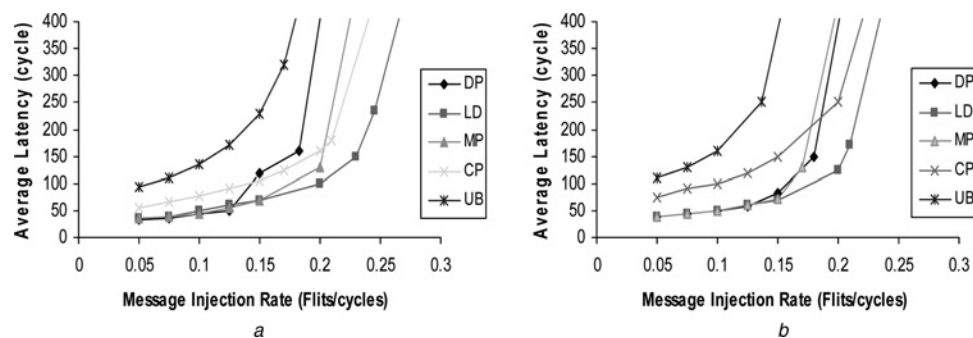 Average Latency (cycle)
400
350
300
250
200
150
100
50
0
0
0.05
0.1
0.15
0.2
0.25
0.3
Message Injection Rate (Flits/cycles)
DP
LD
MP
CP
UB
a
Average Latency (cycle)
400
350
300
250
200
150
100
50
0
0
0.05
0.1
0.15
0.2
0.25
0.3
Message Injection Rate (Flits/cycles)
DP
LD
MP
CP
UB
b